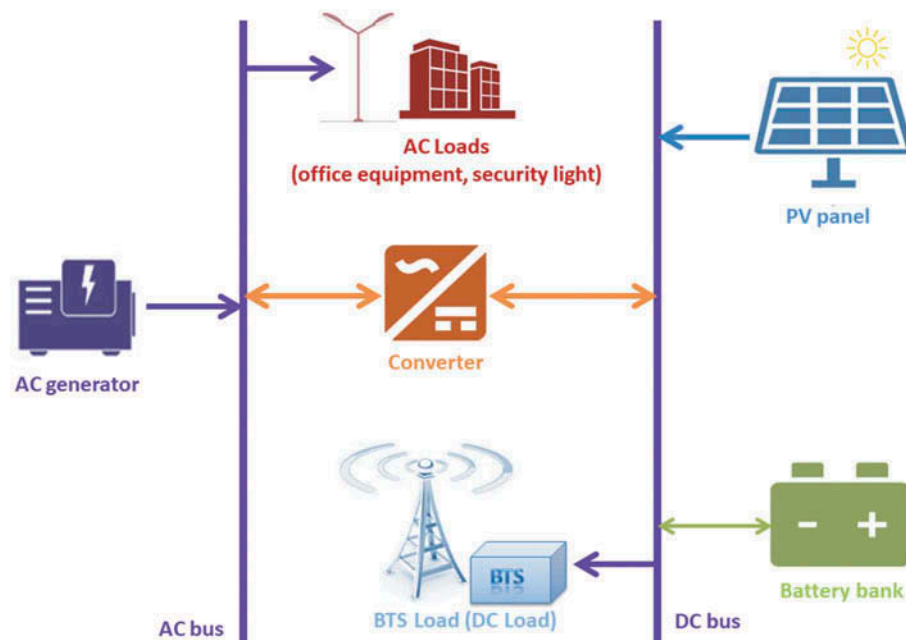 AC Loads
(office equipment, security light)
PV panel
Converter
AC generator
BTS
BTS Load (DC Load)
Battery bank
AC bus
DC bus